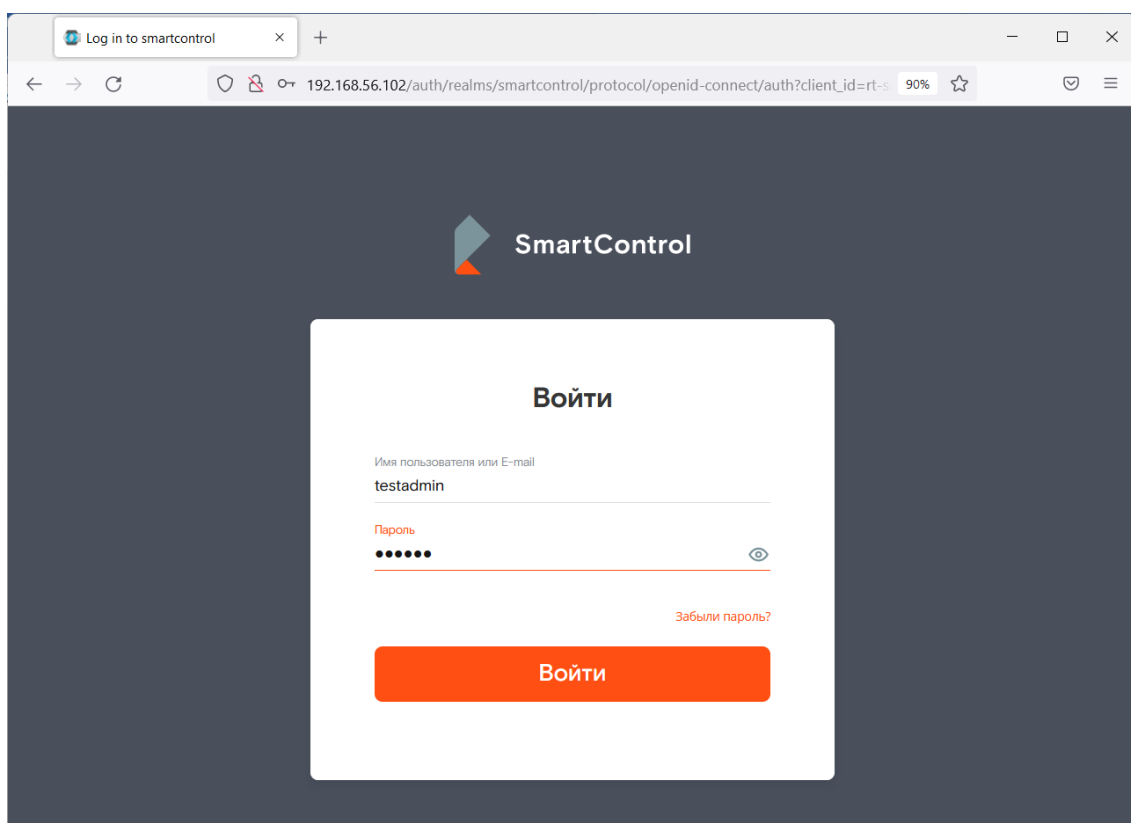 Log in to smartcontrol
192.168.56.102/auth/realms/smartcontrol/protocol/openid-connect/auth?client_id=rt-s
90%
SmartControl
Войти
Имя пользователя или E-mail
testadmin
Пароль
••••••
Забыли пароль?
Войти